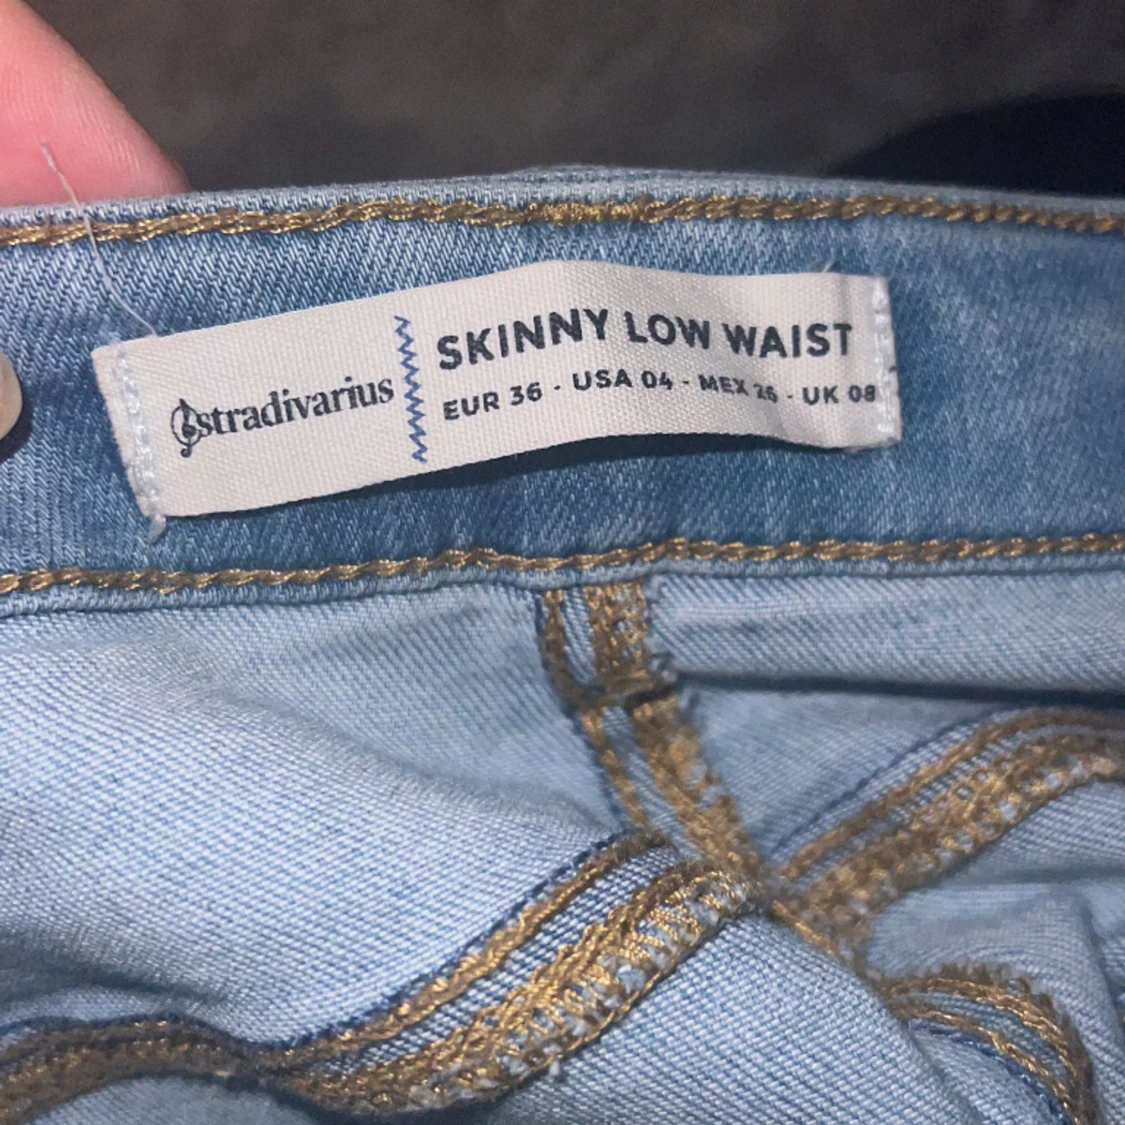 stradivarius
SKINNY LOW WAIST
EUR 36 - USA 04 - MEX 26 - UK 08